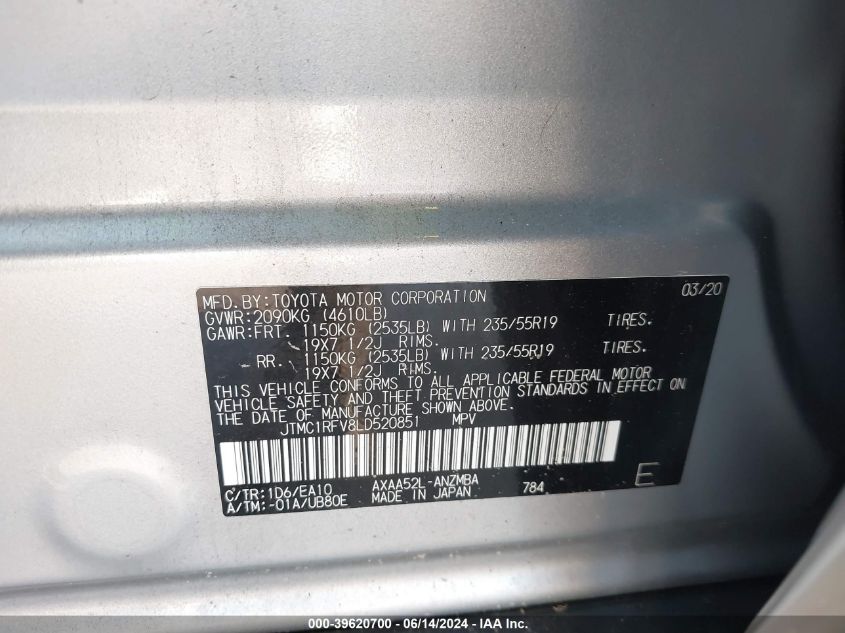 MFD. BY: TOYOTA MOTOR CORPORATION 03/20
GVWR: 2090KG (4610LB)
GAWR: FRT. 1150KG (2535LB) WITH 235/55R19 TIRES.
19X7 1/2J RIMS.
RR. 1150KG (2535LB) WITH 235/55R19 TIRES.
19X7 1/2J RIMS.
THIS VEHICLE CONFORMS TO ALL APPLICABLE FEDERAL MOTOR
VEHICLE SAFETY AND THEFT PREVENTION STANDARDS IN EFFECT ON
THE DATE OF MANUFACTURE SHOWN ABOVE.
JTMC1RFV8LD520851 MPV
C/TR: 1D6/EA10 AXAA52L-ANZMBA 784 E
A/TM: -01A/UB80E MADE IN JAPAN
000-39620700 - 06/14/2024 - IAA Inc.